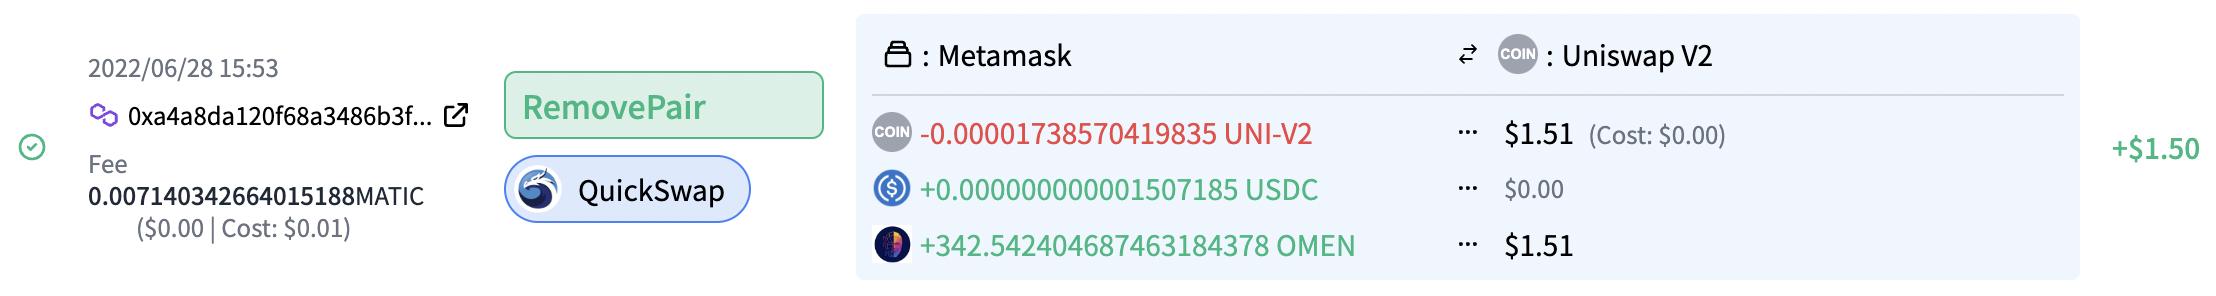 2022/06/28 15:53
0xa4a8da120f68a3486b3f...
Fee
0.007140342664015188MATIC
($0.00 | Cost: $0.01)
RemovePair
QuickSwap
: Metamask
COIN : Uniswap V2
COIN -0.00001738570419835 UNI-V2 ... $1.51 (Cost: $0.00)
+0.000000000001507185 USDC ... $0.00
+342.542404687463184378 OMEN ... $1.51
+$1.50